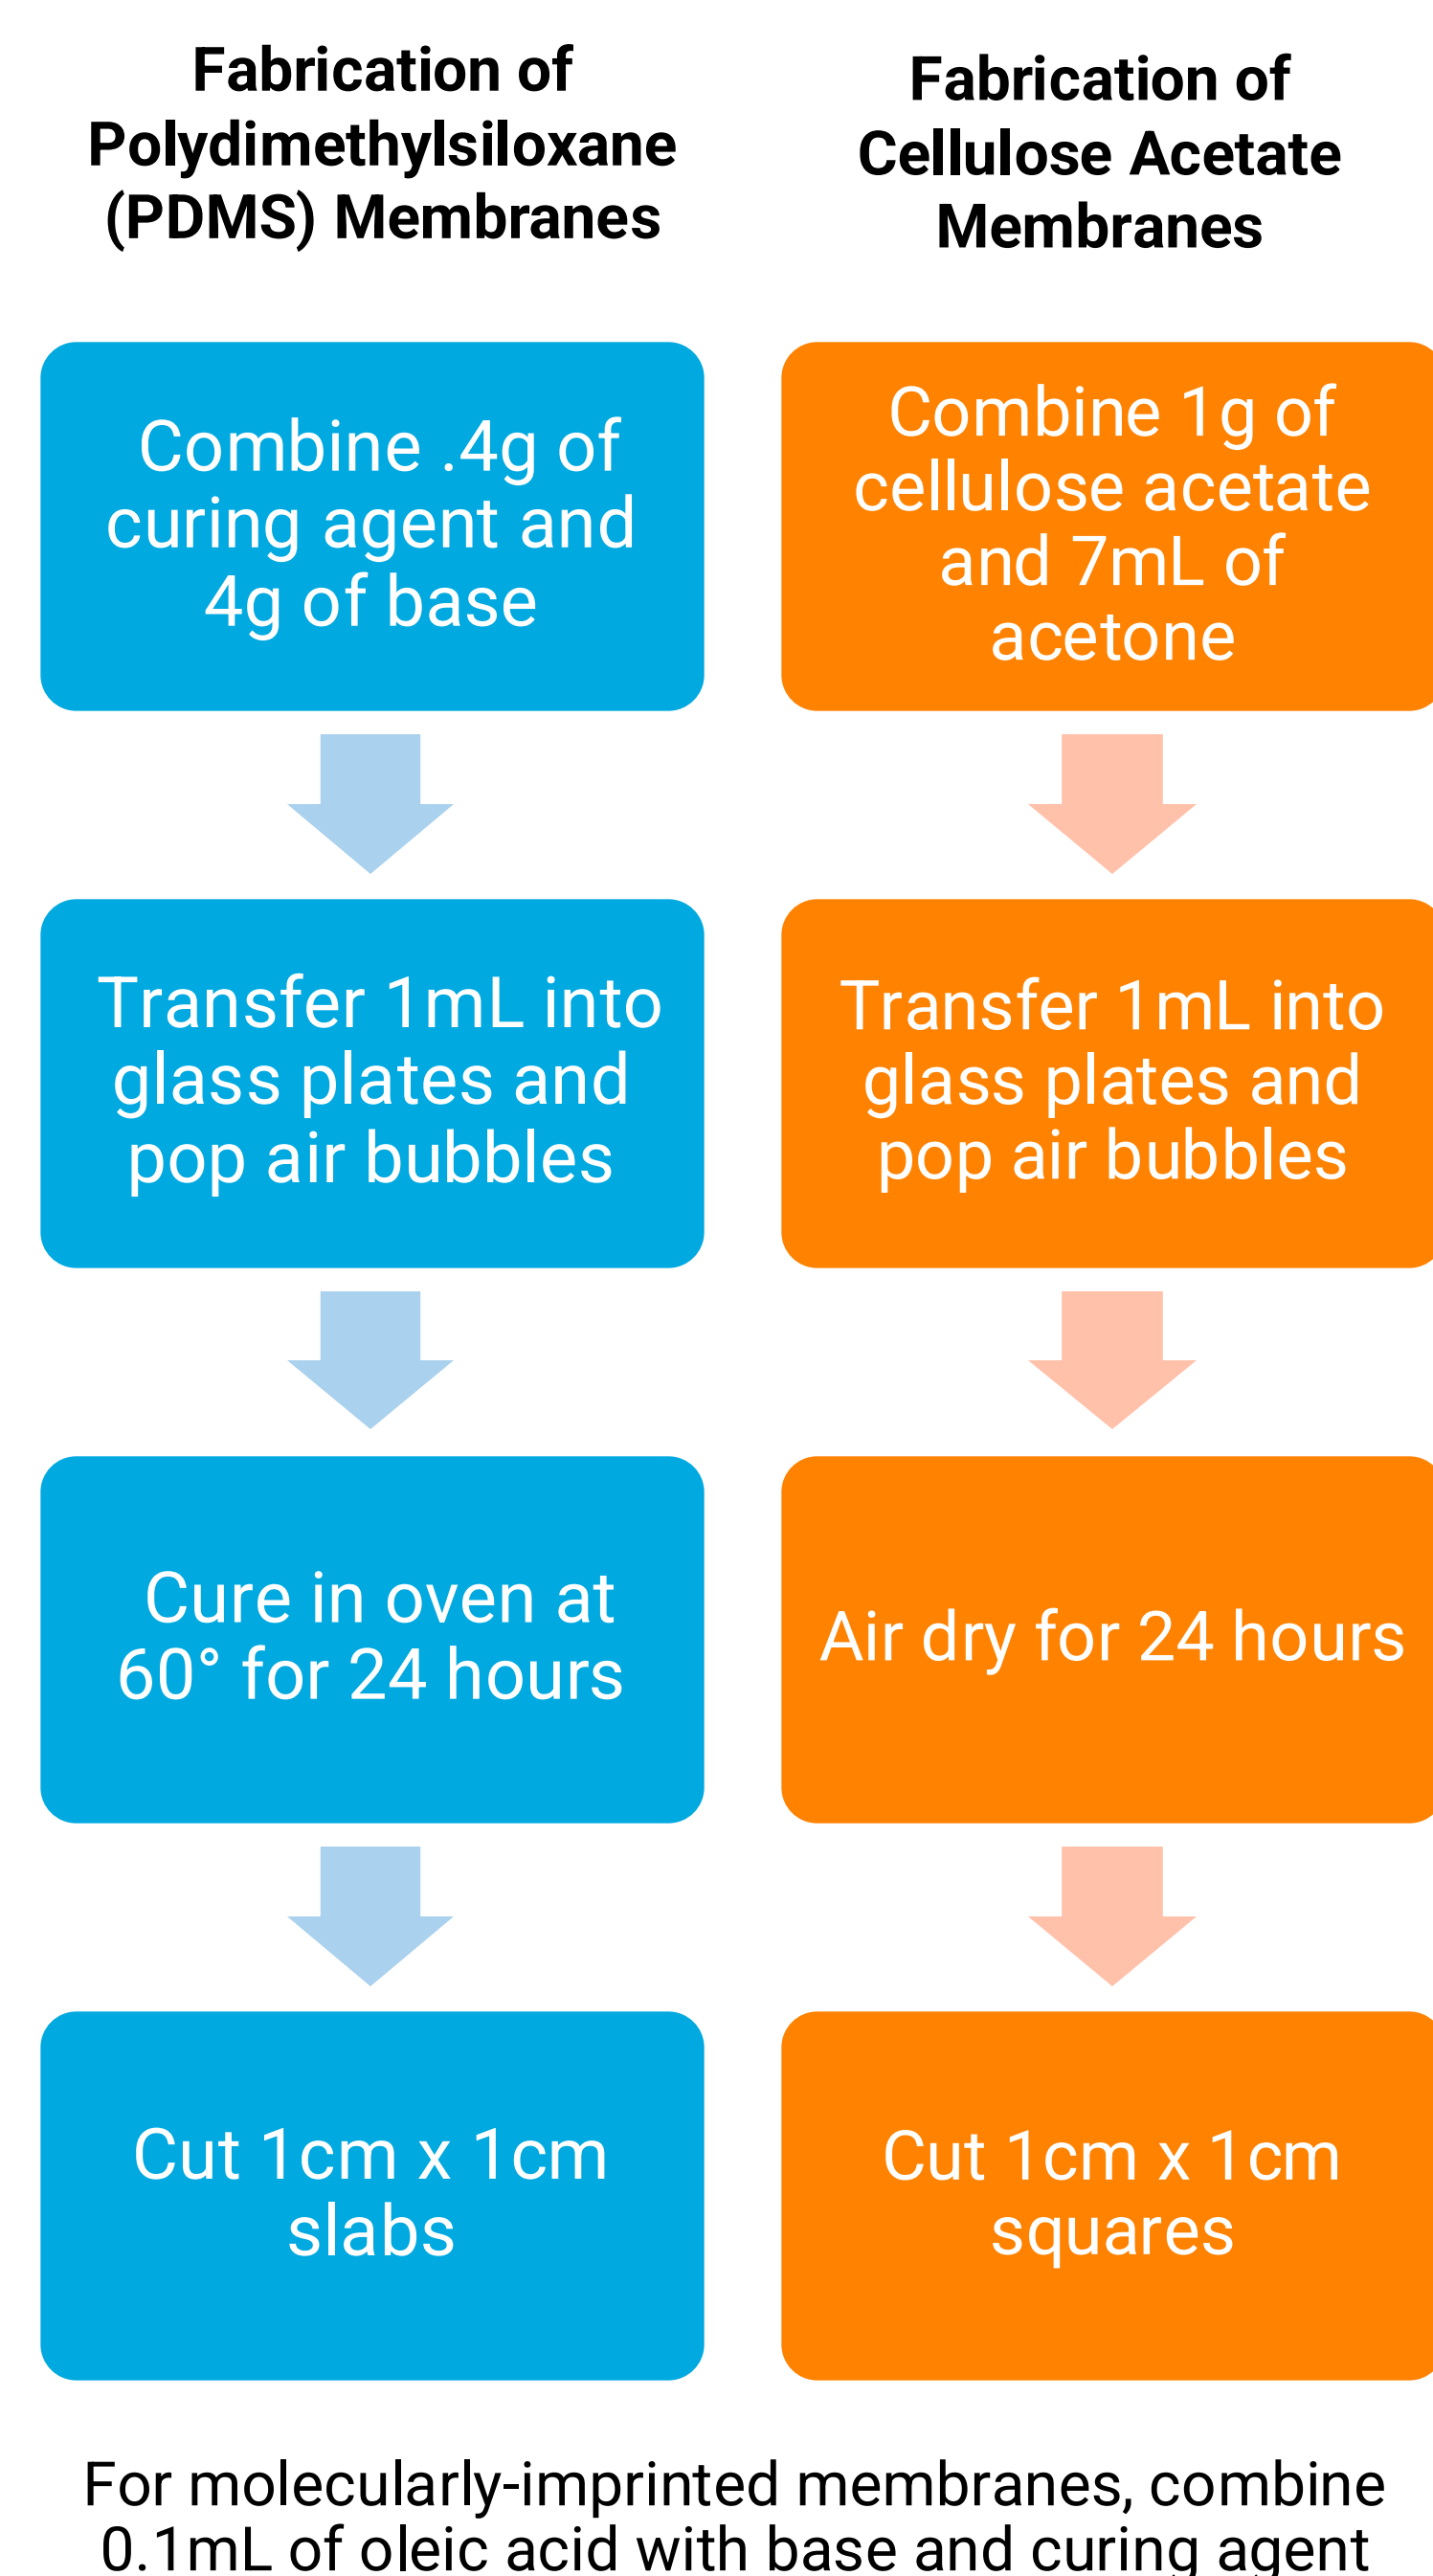 Fabrication of
Polydimethylsiloxane
(PDMS) Membranes
Combine .4g of
curing agent and
4g of base
Transfer 1mL into
glass plates and
pop air bubbles
Cure in oven at
60° for 24 hours
Cut 1cm x 1cm
slabs
Fabrication of
Cellulose Acetate
Membranes
Combine 1g of
cellulose acetate
and 7mL of
acetone
Transfer 1mL into
glass plates and
pop air bubbles
Air dry for 24 hours
Cut 1cm x 1cm
squares
For molecularly-imprinted membranes, combine
0.1mL of oleic acid with base and curing agent